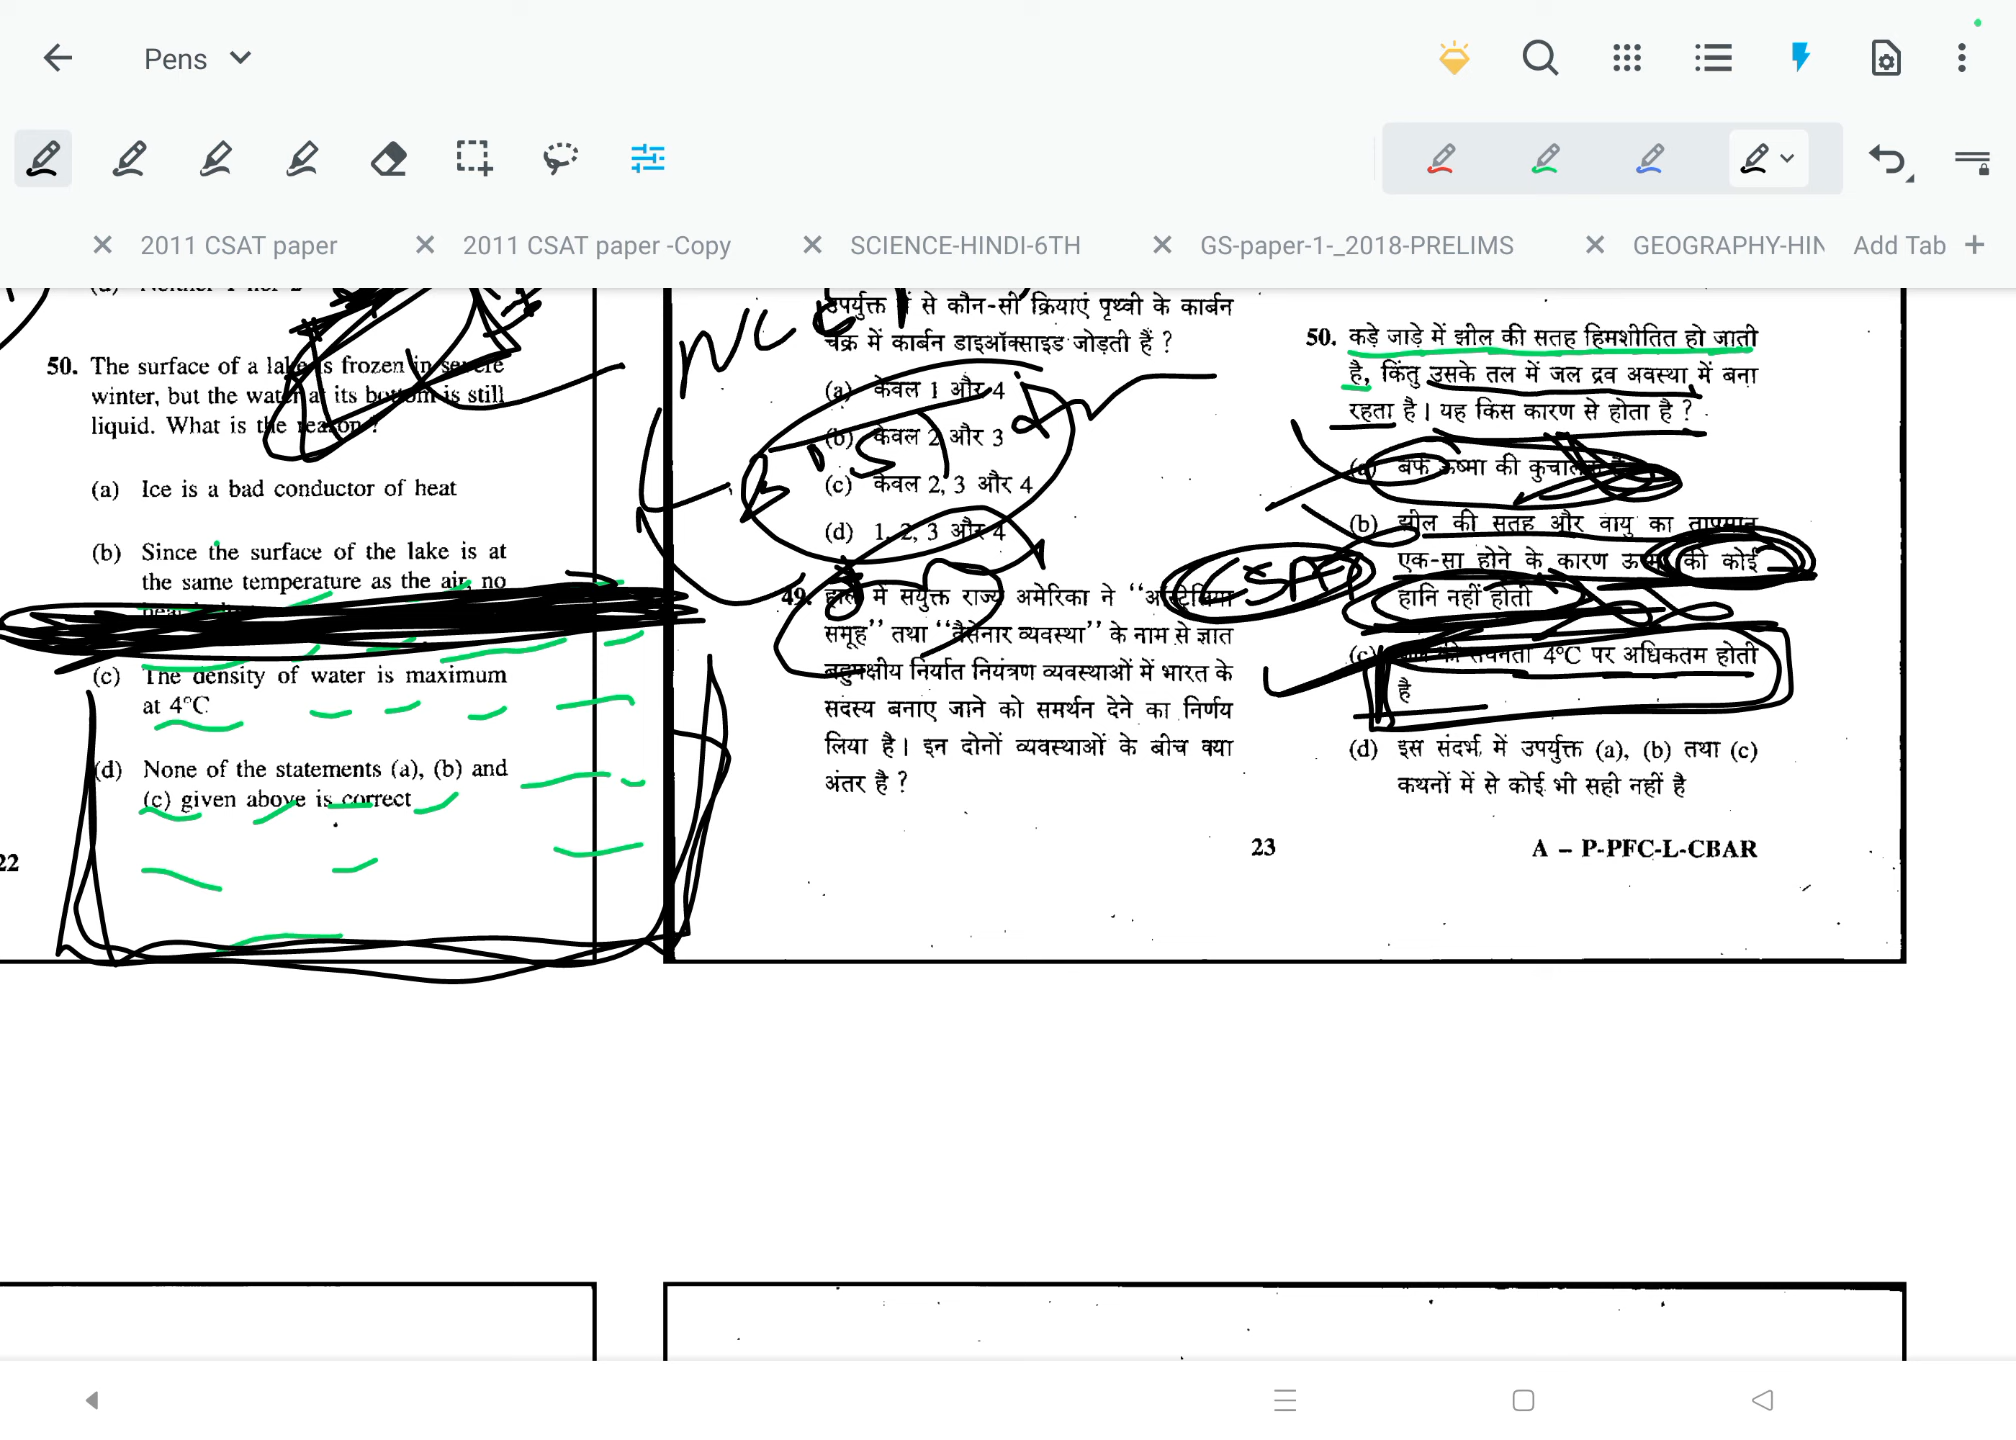 Pens
2011 CSAT paper
2011 CSAT paper -Copy
SCIENCE-HINDI-6TH
GS-paper-1-_2018-PRELIMS
GEOGRAPHY-HIN
Add Tab
50. The surface of a lake is frozen in severe
winter, but the water at its bottom is still
liquid. What is the reason ?
(a) Ice is a bad conductor of heat
(b) Since the surface of the lake is at
the same temperature as the air, no
(c) The density of water is maximum
at 4°C
(d) None of the statements (a), (b) and
(c) given above is correct
22
उपर्युक्त में से कौन-सी क्रियाएं पृथ्वी के कार्बन
चक्र में कार्बन डाइऑक्साइड जोड़ती हैं ?
(a) केवल 1 और 4
(b) केवल 2 और 3
(c) केवल 2, 3 और 4
(d) 1, 2, 3 और 4
49. हाल में संयुक्त राज्य अमेरिका ने “ऑस्ट्रेलिया
समूह” तथा “वैसेनार व्यवस्था” के नाम से ज्ञात
बहुपक्षीय निर्यात नियंत्रण व्यवस्थाओं में भारत के
सदस्य बनाए जाने को समर्थन देने का निर्णय
लिया है। इन दोनों व्यवस्थाओं के बीच क्या
अंतर है ?
50. कड़े जाड़े में झील की सतह हिमशीतित हो जाती
है, किंतु उसके तल में जल द्रव अवस्था में बना
रहता है। यह किस कारण से होता है ?
(a) बर्फ ऊष्मा की कुचालक है
(b) झील की सतह और वायु का तापमान
एक-सा होने के कारण ऊष्मा की कोई
हानि नहीं होती
(c) जल की सघनता 4°C पर अधिकतम होती
है
(d) इस संदर्भ में उपर्युक्त (a), (b) तथा (c)
कथनों में से कोई भी सही नहीं है
CSAT
23
A – P-PFC-L-CBAR